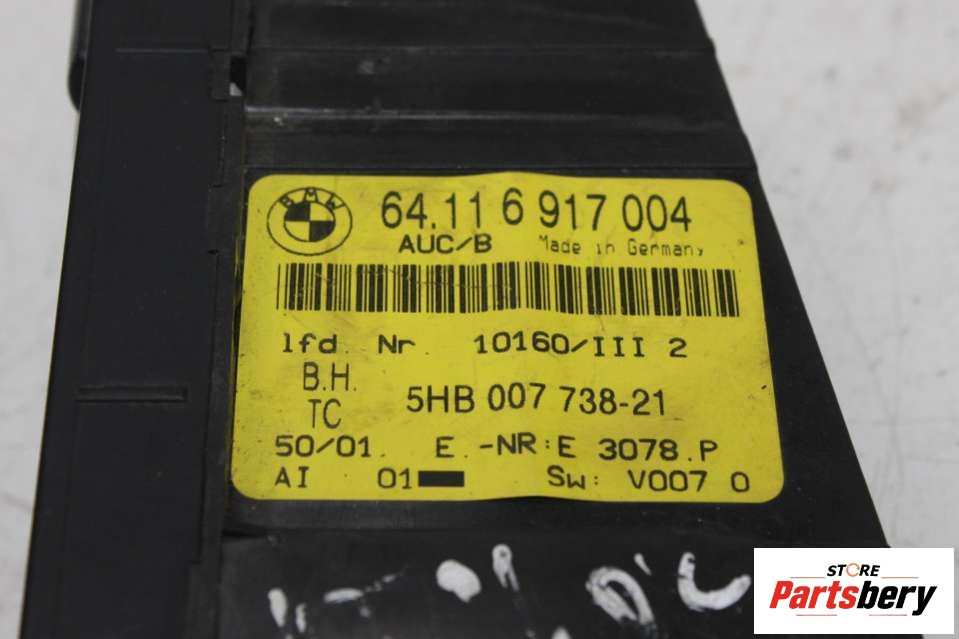 BMW
64.11 6 917 004
AUC/B Made in Germany
lfd. Nr. 10160/III 2
B.H.
TC 5HB 007 738-21
50/01. E.-NR:E 3078.P
AI 01 Sw: V007 0
STORE
Partsbery